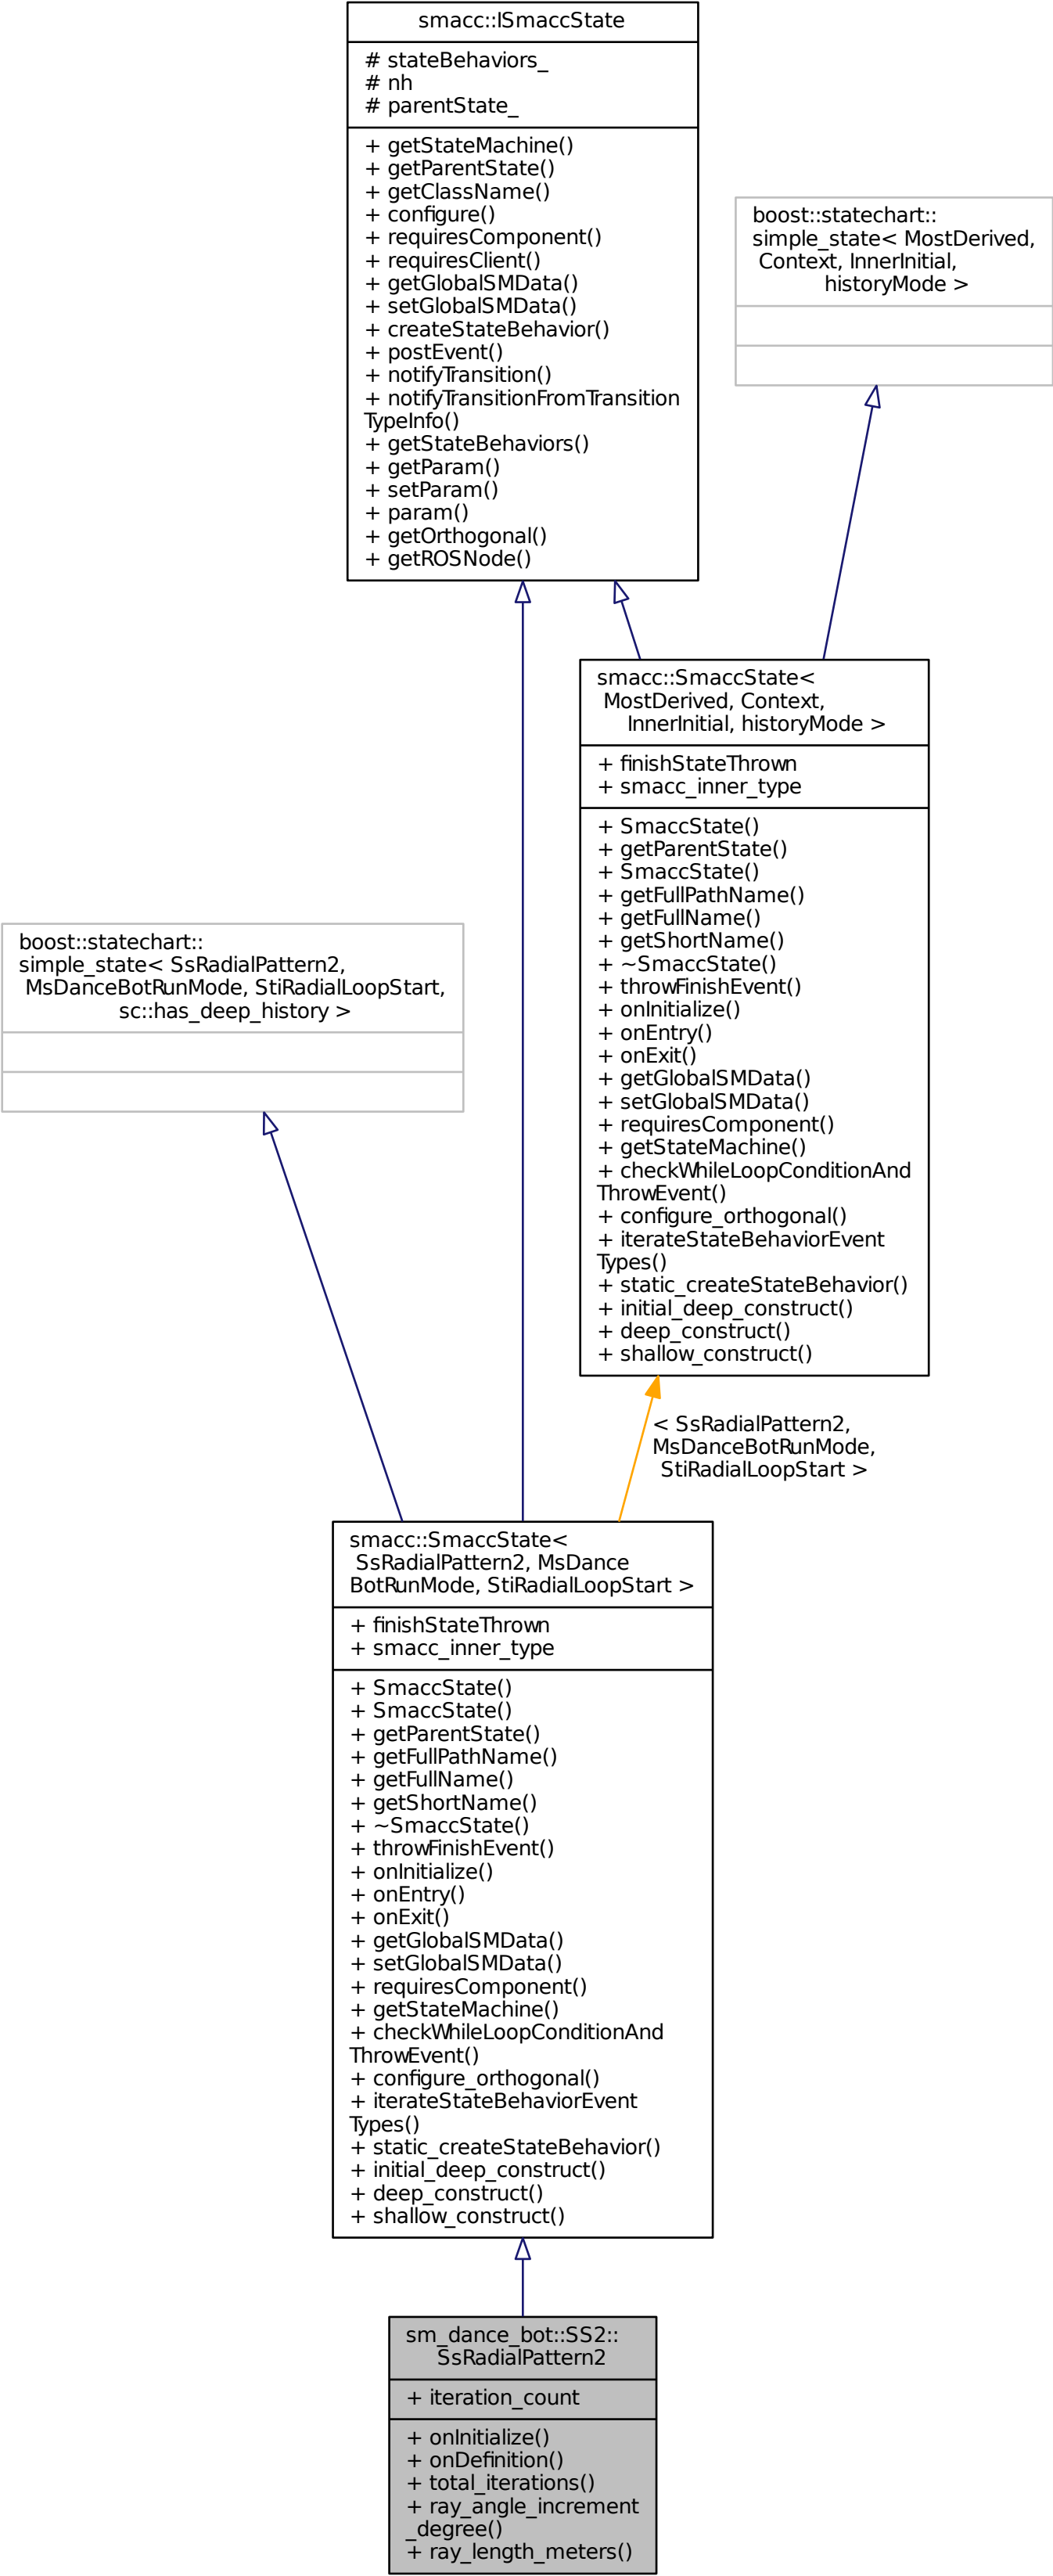 smacc::ISmaccState
# stateBehaviors_
# nh
# parentState_
+ getStateMachine()
+ getParentState()
+ getClassName()
+ configure()
+ requiresComponent()
+ requiresClient()
+ getGlobalSMData()
+ setGlobalSMData()
+ createStateBehavior()
+ postEvent()
+ notifyTransition()
+ notifyTransitionFromTransition
TypeInfo()
+ getStateBehaviors()
+ getParam()
+ setParam()
+ param()
+ getOrthogonal()
+ getROSNode()
boost::statechart::
simple_state< MostDerived,
Context, InnerInitial,
historyMode >
smacc::SmaccState<
MostDerived, Context,
InnerInitial, historyMode >
+ finishStateThrown
+ smacc_inner_type
+ SmaccState()
+ getParentState()
+ SmaccState()
+ getFullPathName()
+ getFullName()
+ getShortName()
+ ~SmaccState()
+ throwFinishEvent()
+ onInitialize()
+ onEntry()
+ onExit()
+ getGlobalSMData()
+ setGlobalSMData()
+ requiresComponent()
+ getStateMachine()
+ checkWhileLoopConditionAnd
ThrowEvent()
+ configure_orthogonal()
+ iterateStateBehaviorEvent
Types()
+ static_createStateBehavior()
+ initial_deep_construct()
+ deep_construct()
+ shallow_construct()
boost::statechart::
simple_state< SsRadialPattern2,
MsDanceBotRunMode, StiRadialLoopStart,
sc::has_deep_history >
< SsRadialPattern2,
MsDanceBotRunMode,
StiRadialLoopStart >
smacc::SmaccState<
SsRadialPattern2, MsDance
BotRunMode, StiRadialLoopStart >
+ finishStateThrown
+ smacc_inner_type
+ SmaccState()
+ SmaccState()
+ getParentState()
+ getFullPathName()
+ getFullName()
+ getShortName()
+ ~SmaccState()
+ throwFinishEvent()
+ onInitialize()
+ onEntry()
+ onExit()
+ getGlobalSMData()
+ setGlobalSMData()
+ requiresComponent()
+ getStateMachine()
+ checkWhileLoopConditionAnd
ThrowEvent()
+ configure_orthogonal()
+ iterateStateBehaviorEvent
Types()
+ static_createStateBehavior()
+ initial_deep_construct()
+ deep_construct()
+ shallow_construct()
sm_dance_bot::SS2::
SsRadialPattern2
+ iteration_count
+ onInitialize()
+ onDefinition()
+ total_iterations()
+ ray_angle_increment
_degree()
+ ray_length_meters()